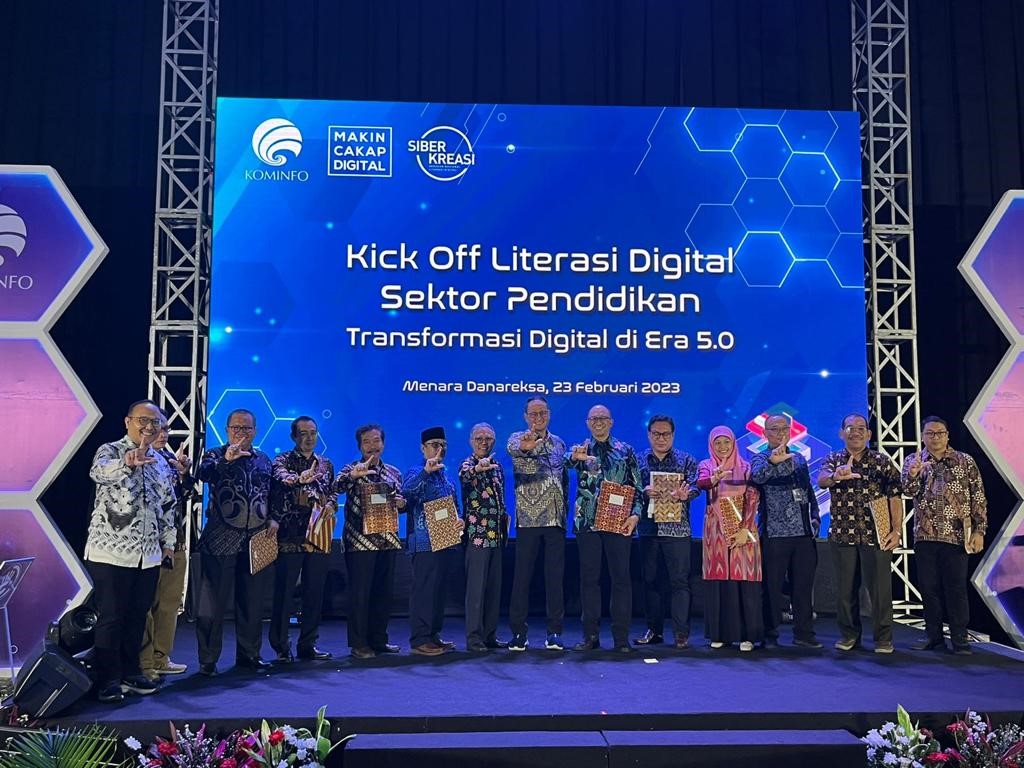 KOMINFO
MAKIN
CAKAP
DIGITAL
SIBER
KREASI
Kick Off Literasi Digital
Sektor Pendidikan
Transformasi Digital di Era 5.0
Menara Danareksa, 23 Februari 2023
NFO